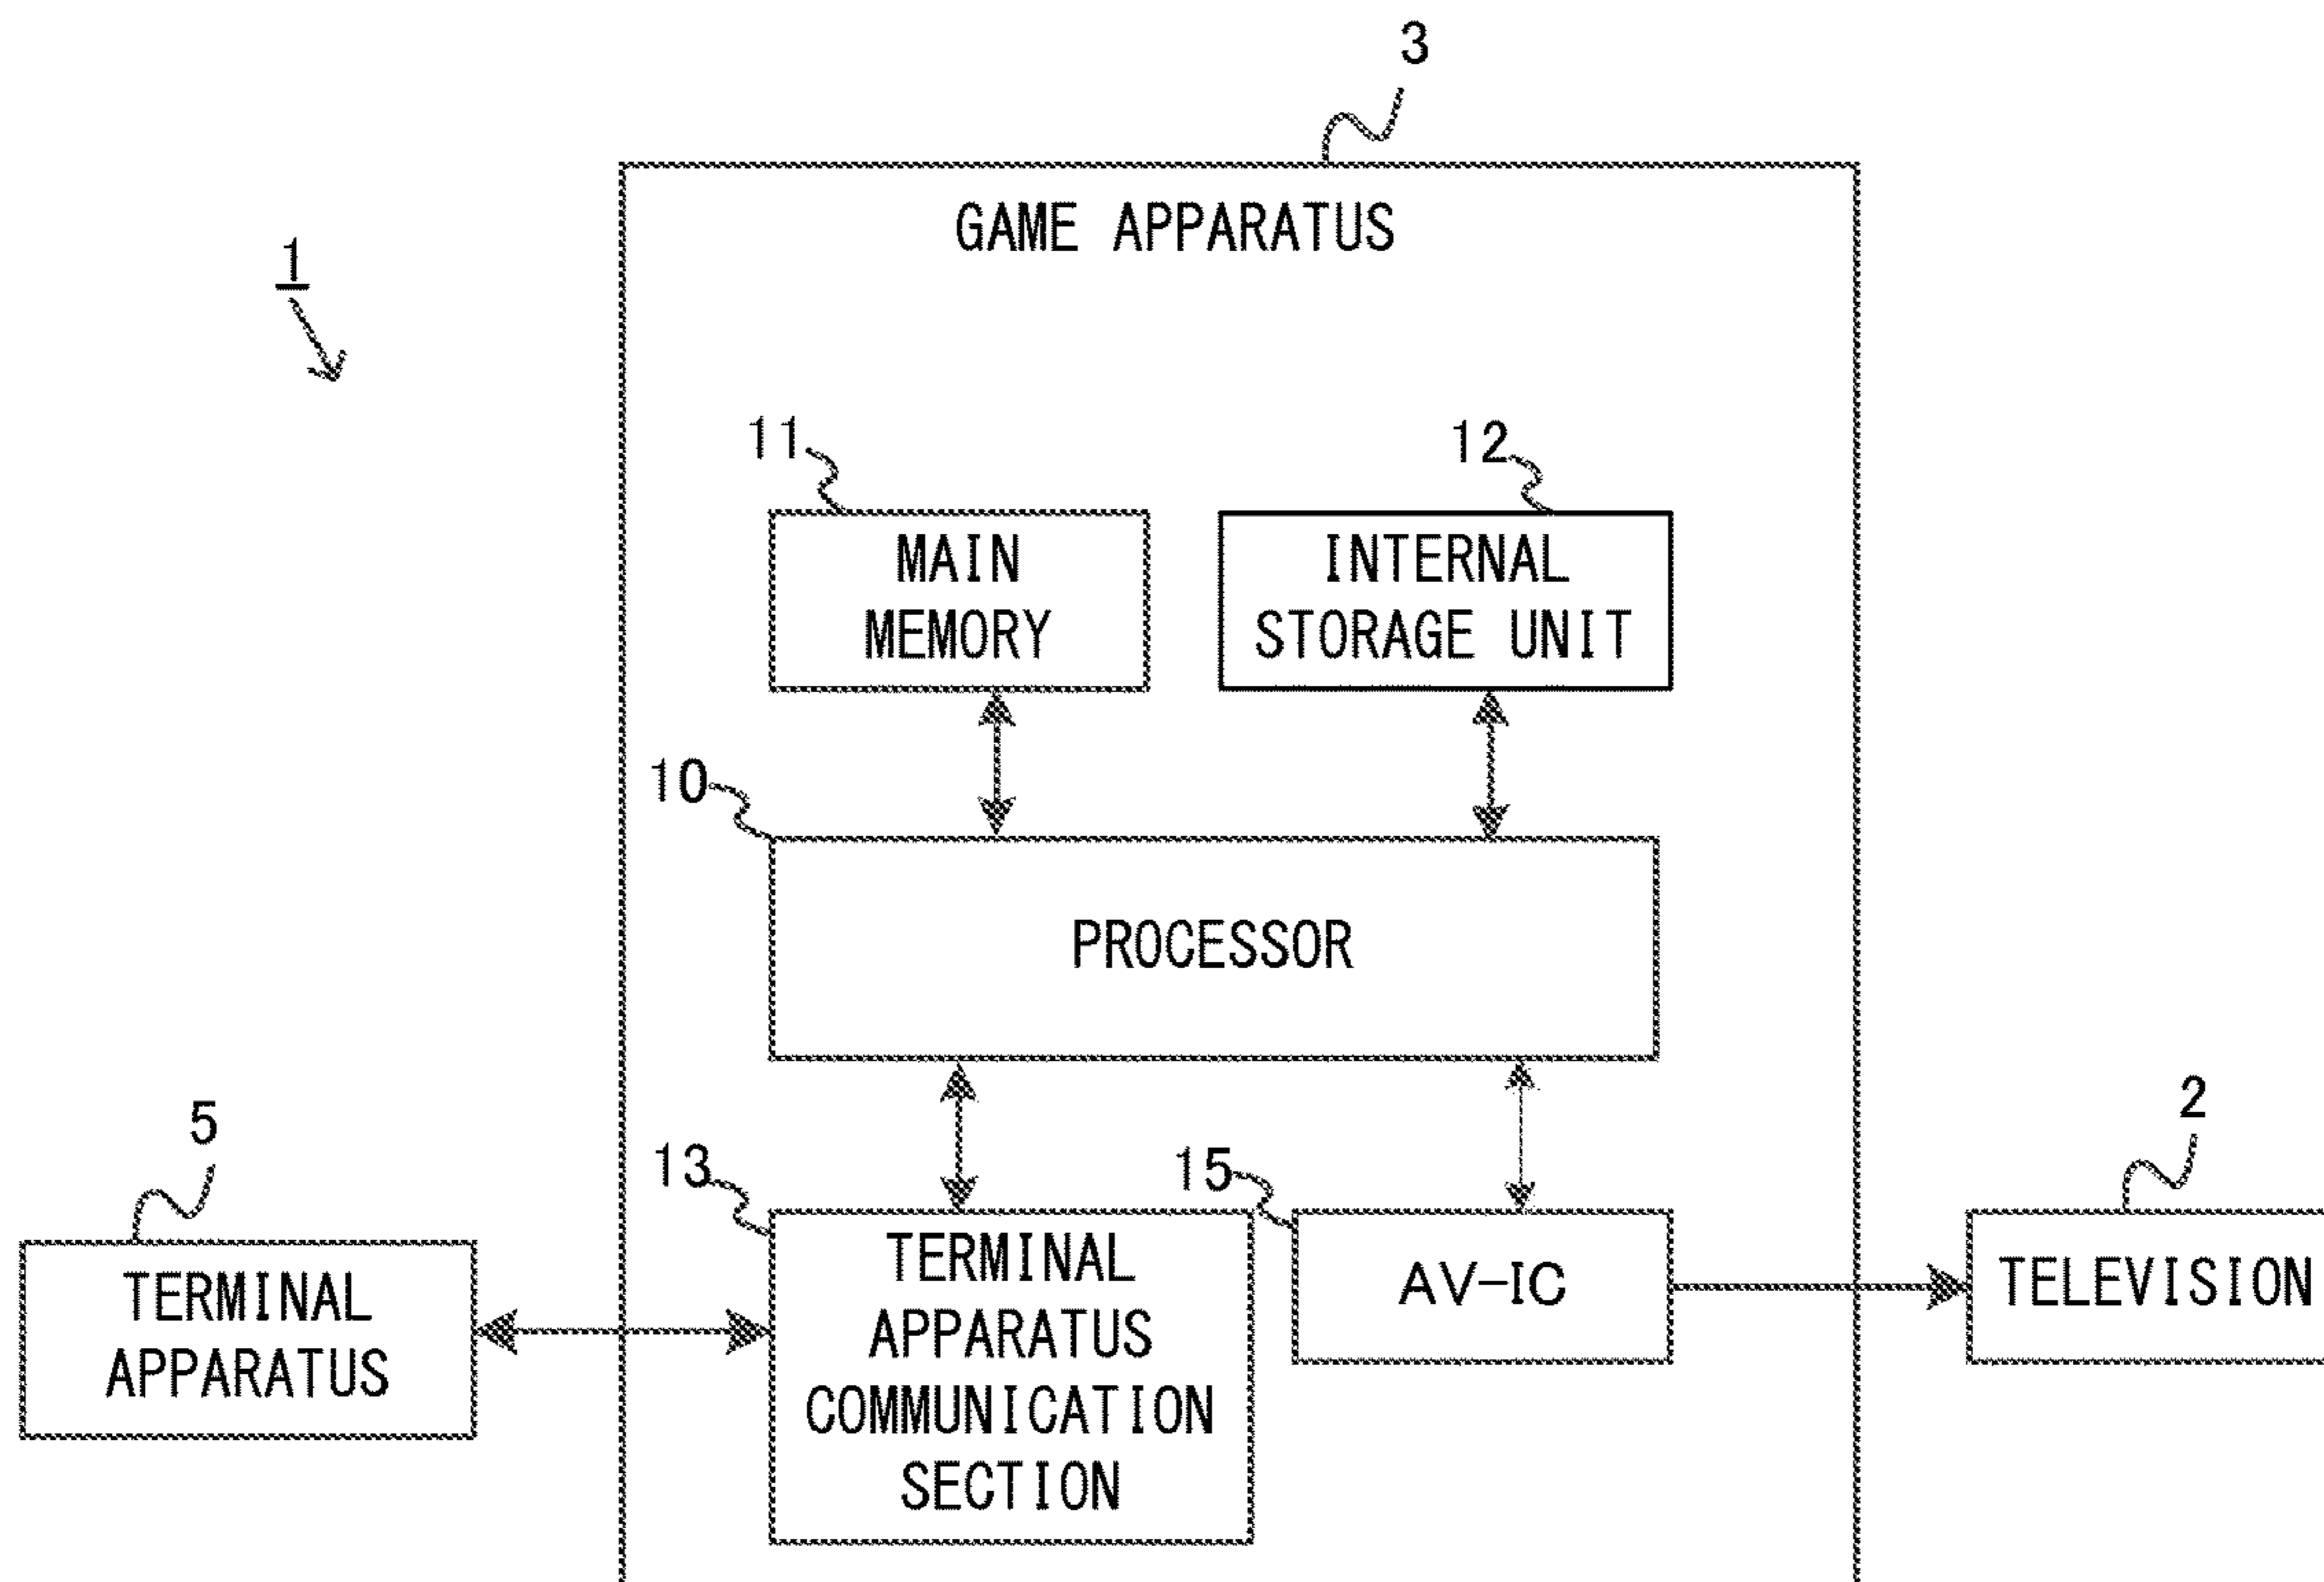 3
GAME APPARATUS
1
11
12
MAIN
MEMORY
INTERNAL
STORAGE UNIT
10
PROCESSOR
5
13
15
2
TERMINAL
APPARATUS
TERMINAL
APPARATUS
COMMUNICATION
SECTION
AV-IC
TELEVISION